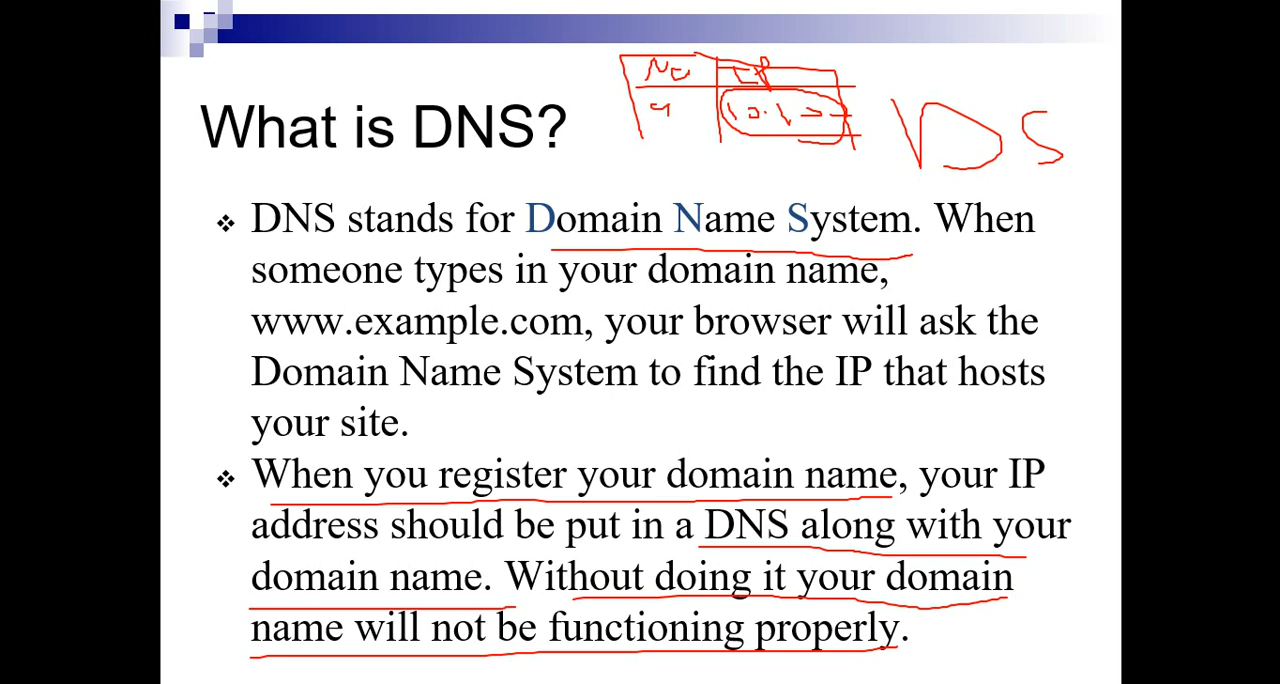 What is DNS?
IP
DS
DNS stands for Domain Name System. When
someone types in your domain name,
www.example.com, your browser will ask the
Domain Name System to find the IP that hosts
your site.
When you register your domain name, your IP
address should be put in a DNS along with your
domain name. Without doing it your domain
name will not be functioning properly.